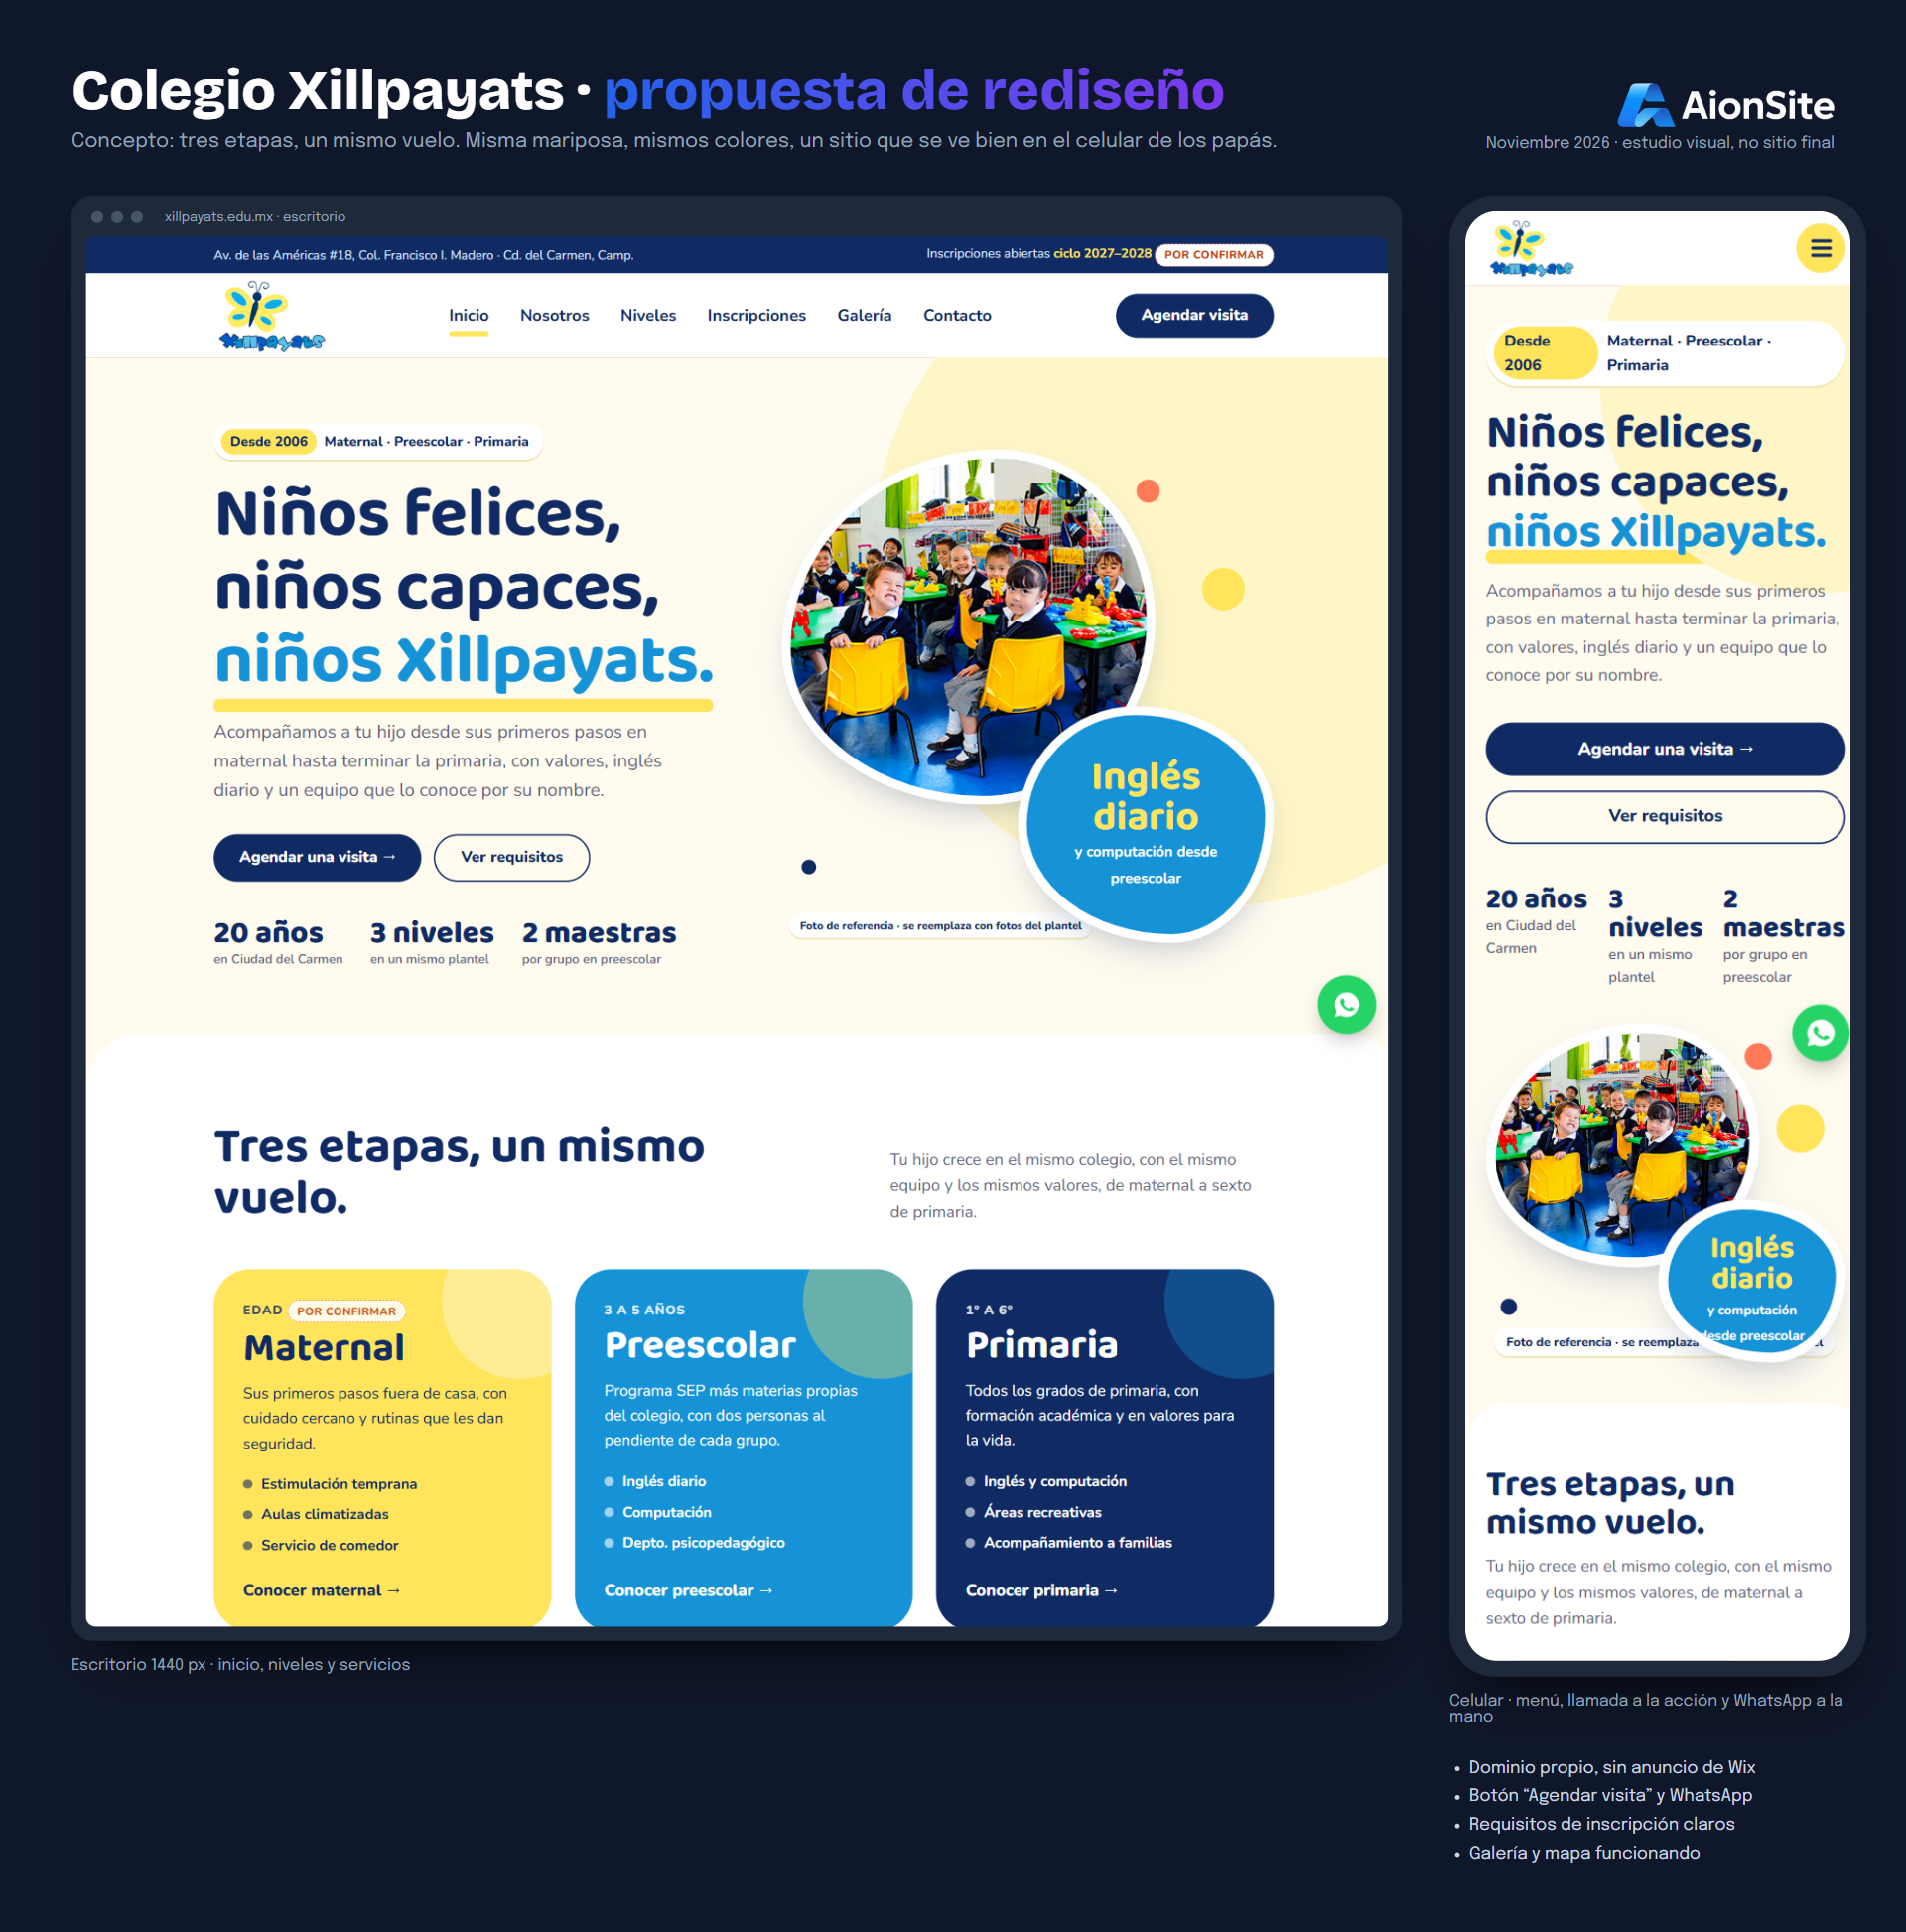 Colegio Xillpayats · propuesta de rediseño
Concepto: tres etapas, un mismo vuelo. Misma mariposa, mismos colores, un sitio que se ve bien en el celular de los papás.
AionSite
Noviembre 2026 · estudio visual, no sitio final
xillpayats.edu.mx · escritorio
Av. de las Américas #18, Col. Francisco I. Madero · Cd. del Carmen, Camp.
Inscripciones abiertas ciclo 2027–2028 POR CONFIRMAR
Xillpayats
Inicio
Nosotros
Niveles
Inscripciones
Galería
Contacto
Agendar visita
Desde 2006 Maternal · Preescolar · Primaria
Niños felices,
niños capaces,
niños Xillpayats.
Acompañamos a tu hijo desde sus primeros pasos en
maternal hasta terminar la primaria, con valores, inglés
diario y un equipo que lo conoce por su nombre.
Agendar una visita →
Ver requisitos
20 años
en Ciudad del Carmen
3 niveles
en un mismo plantel
2 maestras
por grupo en preescolar
Inglés
diario
y computación desde
preescolar
Foto de referencia · se reemplaza con fotos del plantel
Tres etapas, un mismo
vuelo.
Tu hijo crece en el mismo colegio, con el mismo
equipo y los mismos valores, de maternal a sexto
de primaria.
EDAD POR CONFIRMAR
Maternal
Sus primeros pasos fuera de casa, con
cuidado cercano y rutinas que les dan
seguridad.
Estimulación temprana
Aulas climatizadas
Servicio de comedor
Conocer maternal →
3 A 5 AÑOS
Preescolar
Programa SEP más materias propias
del colegio, con dos personas al
pendiente de cada grupo.
Inglés diario
Computación
Depto. psicopedagógico
Conocer preescolar →
1° A 6°
Primaria
Todos los grados de primaria, con
formación académica y en valores para
la vida.
Inglés y computación
Áreas recreativas
Acompañamiento a familias
Conocer primaria →
Escritorio 1440 px · inicio, niveles y servicios
Xillpayats
Desde
2006
Maternal · Preescolar ·
Primaria
Niños felices,
niños capaces,
niños Xillpayats.
Acompañamos a tu hijo desde sus primeros
pasos en maternal hasta terminar la primaria,
con valores, inglés diario y un equipo que lo
conoce por su nombre.
Agendar una visita →
Ver requisitos
20 años
en Ciudad del
Carmen
3
niveles
en un mismo
plantel
2
maestras
por grupo en
preescolar
Inglés
diario
y computación
desde preescolar
Foto de referencia · se reemplaza
Tres etapas, un
mismo vuelo.
Tu hijo crece en el mismo colegio, con el mismo
equipo y los mismos valores, de maternal a
sexto de primaria.
Celular · menú, llamada a la acción y WhatsApp a la
mano
• Dominio propio, sin anuncio de Wix
• Botón “Agendar visita” y WhatsApp
• Requisitos de inscripción claros
• Galería y mapa funcionando